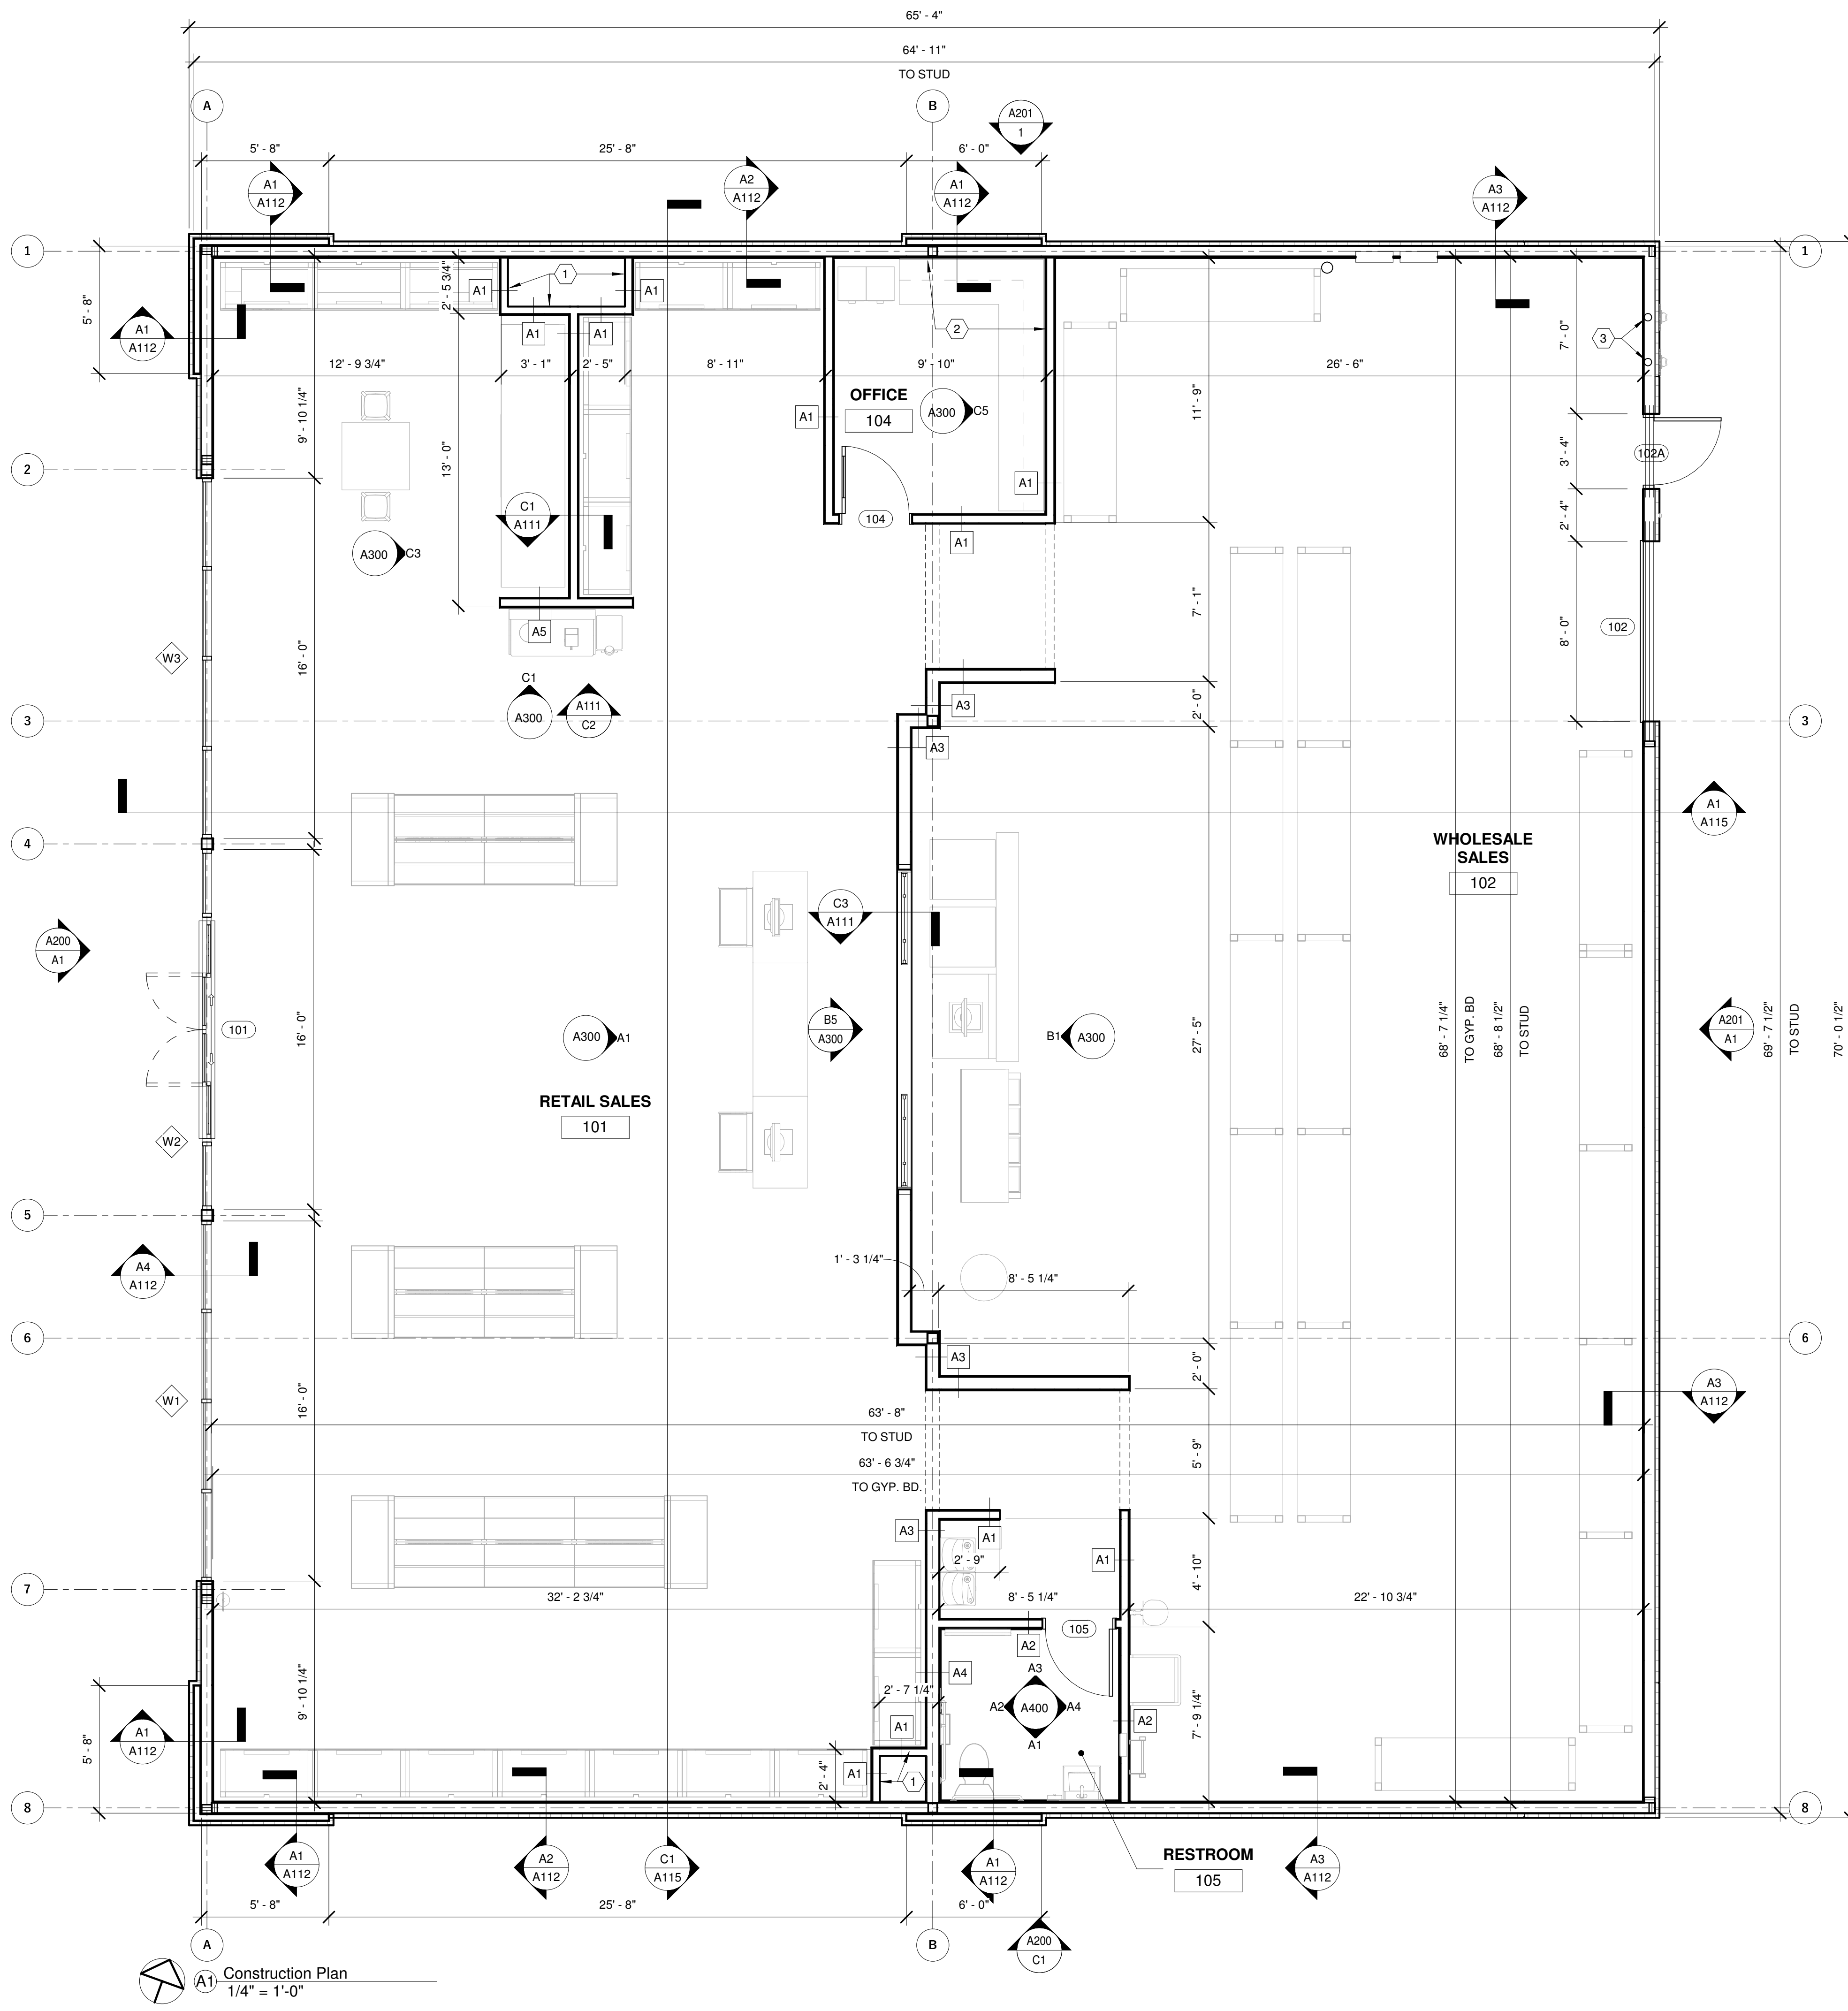 65' - 4"
64' - 11"
TO STUD
A
B
A201
1
5' - 8"
25' - 8"
6' - 0"
A1
A112
A2
A112
A1
A112
A3
A112
1
1
5' - 8"
2' - 5 3/4"
A1
1
A1
A1
A112
A1
A1
2
7' - 0"
3
12' - 9 3/4"
3' - 1"
2' - 5"
8' - 11"
9' - 10"
26' - 6"
OFFICE
104
A300
C5
A1
11' - 9"
9' - 10 1/4"
13' - 0"
3' - 4"
102A
2
A1
C1
A111
104
2' - 4"
A1
A300
C3
7' - 1"
102
8' - 0"
A5
W3
16' - 0"
C1
A300
A111
C2
A3
2' - 0"
3
3
A3
A1
A115
4
WHOLESALE
SALES
102
C3
A111
A200
A1
101
16' - 0"
A300
A1
B5
A300
B1
A300
27' - 5"
68' - 7 1/4"
TO GYP. BD
68' - 8 1/2"
TO STUD
A201
A1
69' - 7 1/2"
TO STUD
70' - 0 1/2"
RETAIL SALES
101
W2
5
A4
A112
1' - 3 1/4"
8' - 5 1/4"
6
6
A3
2' - 0"
A3
A112
W1
16' - 0"
63' - 8"
TO STUD
5' - 9"
63' - 6 3/4"
TO GYP. BD.
A3
A1
2' - 9"
A1
4' - 10"
7
32' - 2 3/4"
8' - 5 1/4"
22' - 10 3/4"
105
A2
A3
A4
9' - 10 1/4"
2' - 7 1/4"
A2
A400
A4
A2
7' - 9 1/4"
A1
A1
A112
5' - 8"
A1
2' - 4"
A1
1
8
8
RESTROOM
105
A1
A112
A2
A112
C1
A115
A1
A112
A3
A112
5' - 8"
25' - 8"
6' - 0"
A
B
A200
C1
A1
Construction Plan
1/4" = 1'-0"